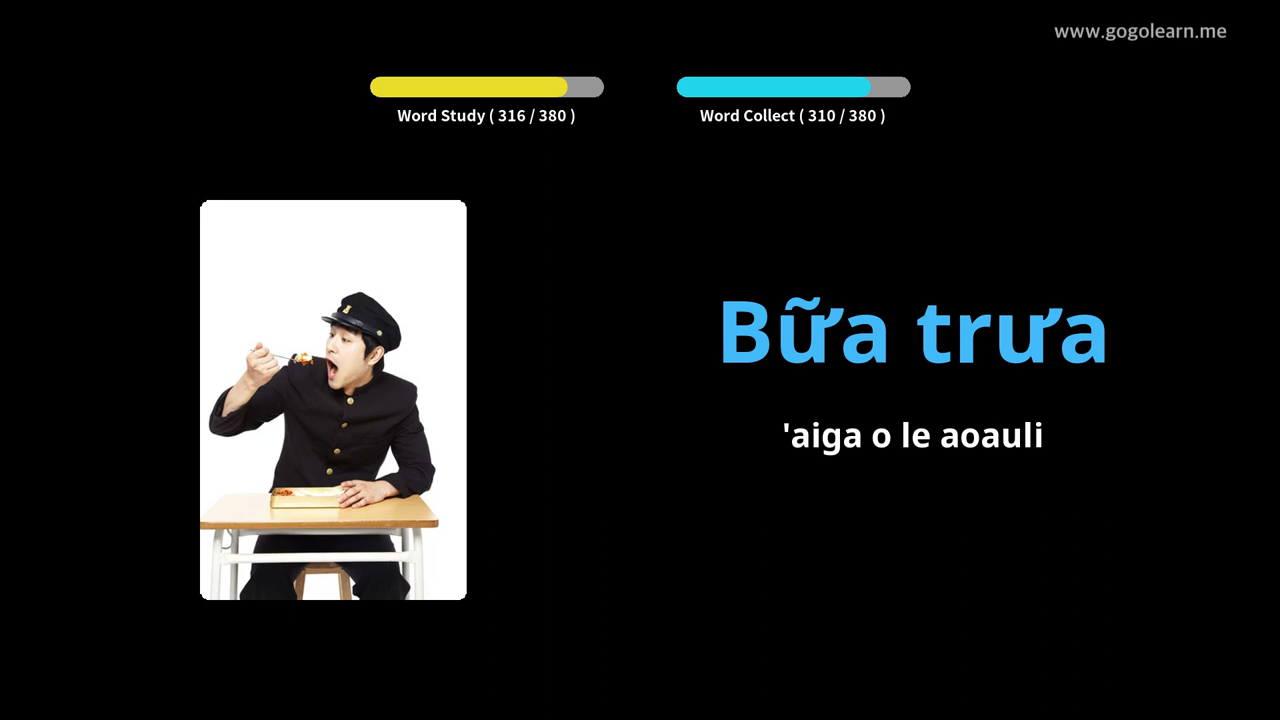 www.gogolearn.me
Word Study ( 316 / 380 )
Word Collect ( 310 / 380 )
Bữa trưa
'aiga o le aoauli